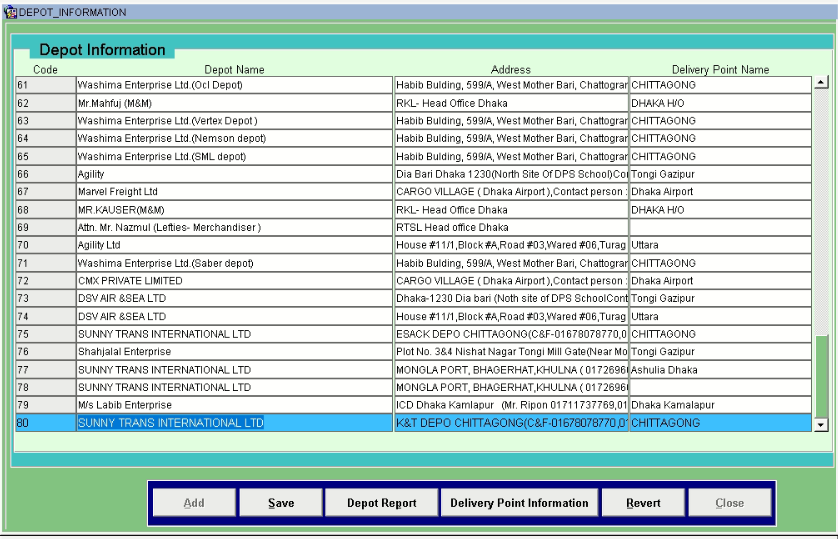 DEPOT_INFORMATION
Depot Information
Code Depot Name Address Delivery Point Name
61 Washima Enterprise Ltd.(Ocl Depot) Habib Bulding, 599/A, West Mother Bari, Chattogran CHITTAGONG
62 Mr.Mahfuj (M&M) RKL- Head Office Dhaka DHAKA H/O
63 Washima Enterprise Ltd.(Vertex Depot ) Habib Bulding, 599/A, West Mother Bari, Chattogran CHITTAGONG
64 Washima Enterprise Ltd.(Nemson depot) Habib Bulding, 599/A, West Mother Bari, Chattogran CHITTAGONG
65 Washima Enterprise Ltd.(SML depot) Habib Bulding, 599/A, West Mother Bari, Chattogran CHITTAGONG
66 Agility Dia Bari Dhaka 1230(North Site Of DPS School)Con Tongi Gazipur
67 Marvel Freight Ltd CARGO VILLAGE ( Dhaka Airport ),Contact person : Dhaka Airport
68 MR.KAUSER(M&M) RKL- Head Office Dhaka DHAKA H/O
69 Attn. Mr. Nazmul (Lefties- Merchandiser ) RTSL Head office Dhaka
70 Agility Ltd House #11/1,Block #A,Road #03,Wared #06,Turag Uttara
71 Washima Enterprise Ltd.(Saber depot) Habib Bulding, 599/A, West Mother Bari, Chattogran CHITTAGONG
72 CMX PRIVATE LIMITED CARGO VILLAGE ( Dhaka Airport ),Contact person : Dhaka Airport
73 DSV AIR &SEA LTD Dhaka-1230 Dia bari (Noth site of DPS SchoolCont Tongi Gazipur
74 DSV AIR &SEA LTD House #11/1,Block #A,Road #03,Wared #06,Turag Uttara
75 SUNNY TRANS INTERNATIONAL LTD ESACK DEPO CHITTAGONG(C&F-01678078770,0 CHITTAGONG
76 Shahjalal Enterprise Plot No. 3&4 Nishat Nagar Tongi Mill Gate(Near Mo Tongi Gazipur
77 SUNNY TRANS INTERNATIONAL LTD MONGLA PORT, BHAGERHAT,KHULNA ( 0172696 Ashulia Dhaka
78 SUNNY TRANS INTERNATIONAL LTD MONGLA PORT, BHAGERHAT,KHULNA ( 0172696
79 M/s Labib Enterprise ICD Dhaka Kamlapur (Mr. Ripon 01711737769,01 Dhaka Kamalapur
80 SUNNY TRANS INTERNATIONAL LTD K&T DEPO CHITTAGONG(C&F-01678078770,01 CHITTAGONG
Add Save Depot Report Delivery Point Information Revert Close